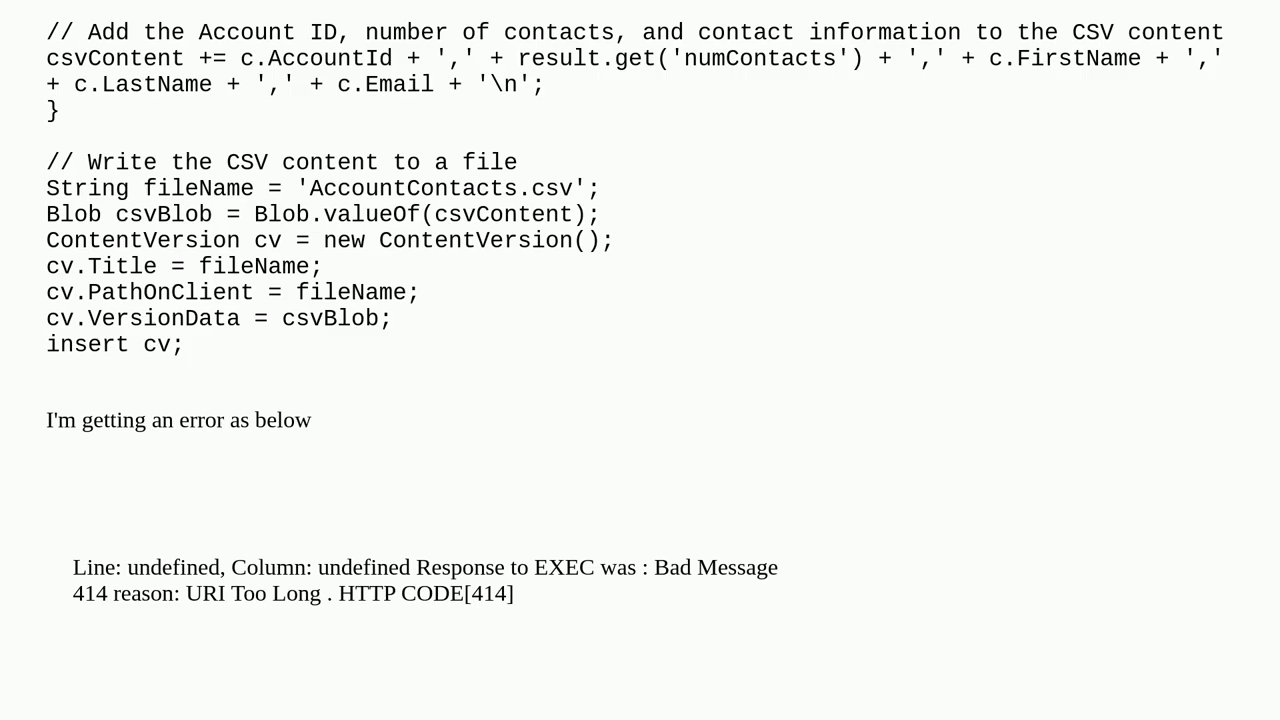 // Add the Account ID, number of contacts, and contact information to the CSV content
csvContent += c.AccountId + ',' + result.get('numContacts') + ',' + c.FirstName + ','
+ c.LastName + ',' + c.Email + '\n';
}
// Write the CSV content to a file
String fileName = 'AccountContacts.csv';
Blob csvBlob = Blob.valueOf(csvContent);
ContentVersion cv = new ContentVersion();
cv.Title = fileName;
cv.PathOnClient = fileName;
cv.VersionData = csvBlob;
insert cv;
I'm getting an error as below
Line: undefined, Column: undefined Response to EXEC was : Bad Message
414 reason: URI Too Long . HTTP CODE[414]